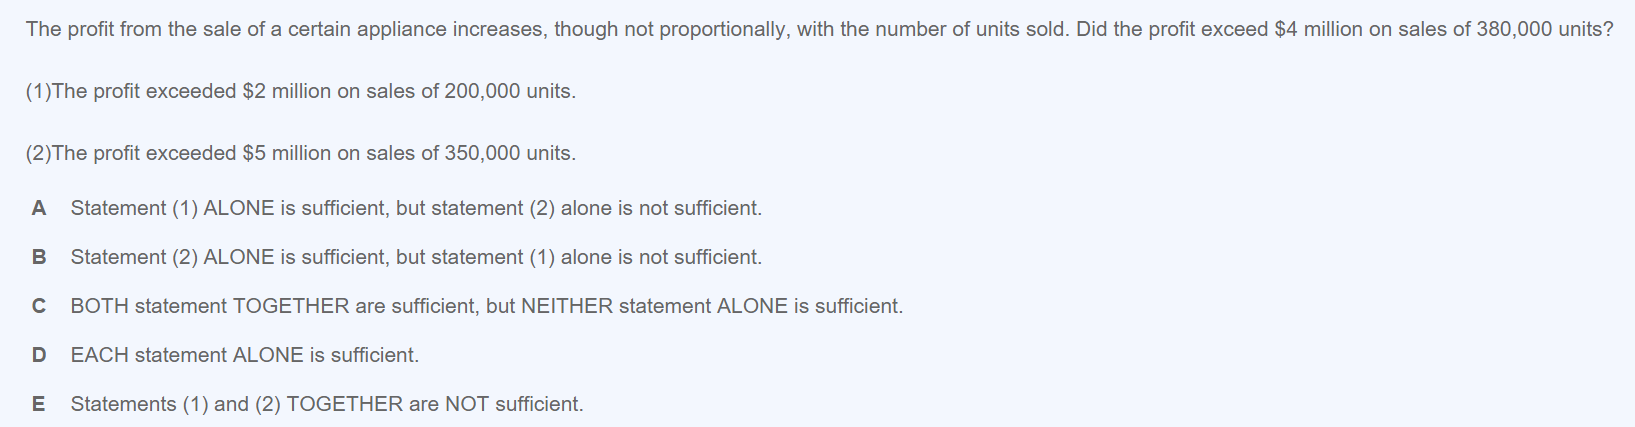 The profit from the sale of a certain appliance increases, though not proportionally, with the number of units sold. Did the profit exceed $4 million on sales of 380,000 units?
(1)The profit exceeded $2 million on sales of 200,000 units.
(2)The profit exceeded $5 million on sales of 350,000 units.
A Statement (1) ALONE is sufficient, but statement (2) alone is not sufficient.
B Statement (2) ALONE is sufficient, but statement (1) alone is not sufficient.
C BOTH statement TOGETHER are sufficient, but NEITHER statement ALONE is sufficient.
D EACH statement ALONE is sufficient.
E Statements (1) and (2) TOGETHER are NOT sufficient.